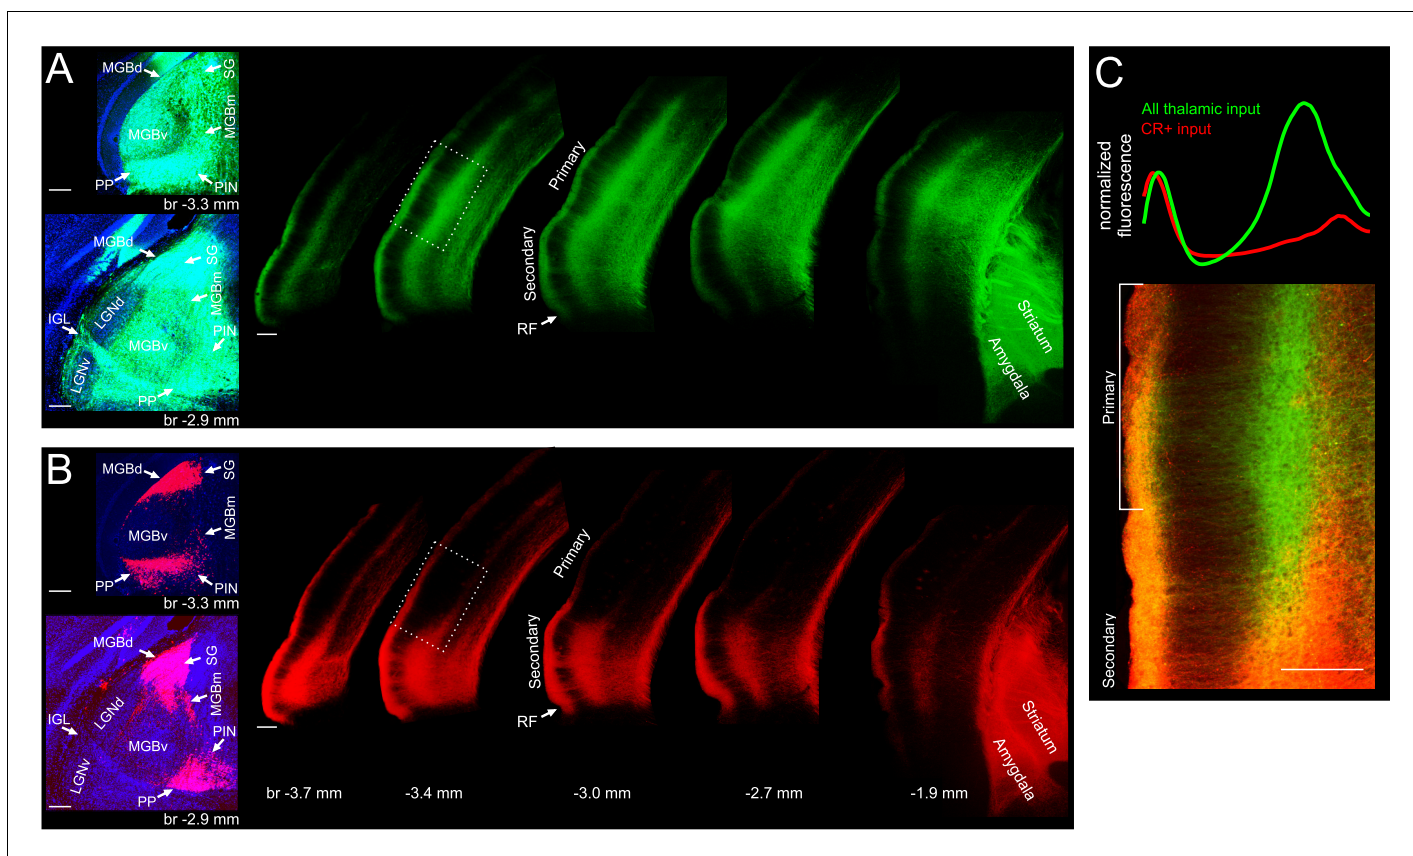 A
MGBd
SG
MGBv
MGBm
PP
PIN
br -3.3 mm
MGBd
SG
MGBm
LGNd
IGL
PIN
MGBv
LGNv
PP
br -2.9 mm
Primary
Secondary
RF
Striatum
Amygdala
B
MGBd
SG
MGBm
MGBv
PP
PIN
br -3.3 mm
MGBd
SG
MGBm
LGNd
IGL
PIN
MGBv
LGNv
PP
br -2.9 mm
Primary
Secondary
RF
Striatum
Amygdala
br -3.7 mm
-3.4 mm
-3.0 mm
-2.7 mm
-1.9 mm
C
All thalamic input
CR+ input
normalized
fluorescence
Primary
Secondary